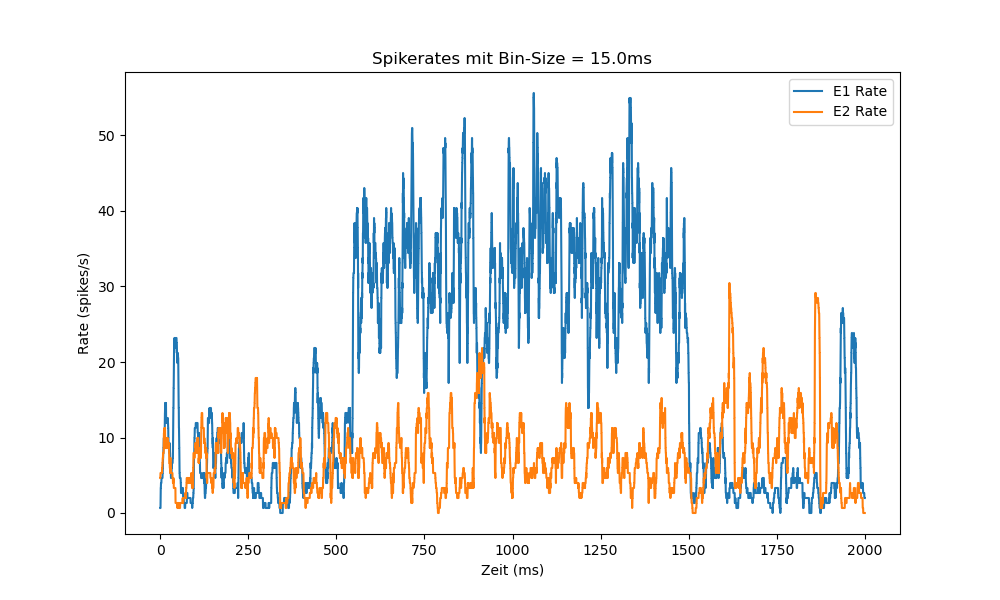 Spikerates mit Bin-Size = 15.0ms
E1 Rate
E2 Rate
Rate (spikes/s)
50
40
30
20
10
0
0 250 500 750 1000 1250 1500 1750 2000
Zeit (ms)